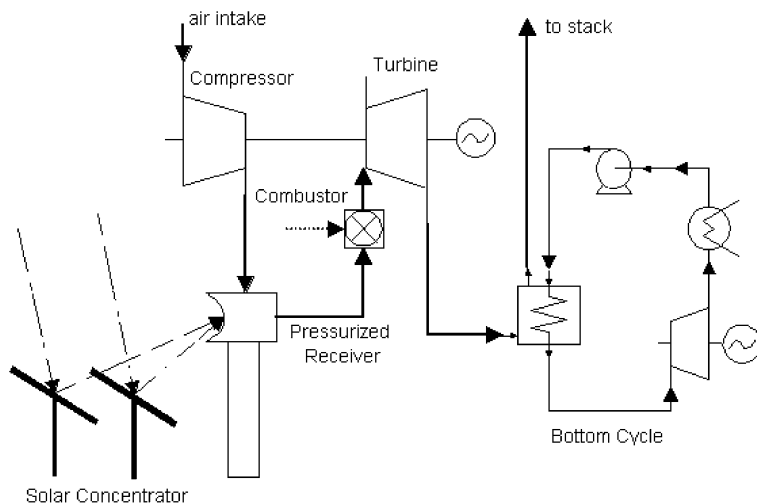 air intake
to stack
Turbine
Compressor
Combustor
Pressurized
Receiver
Bottom Cycle
Solar Concentrator